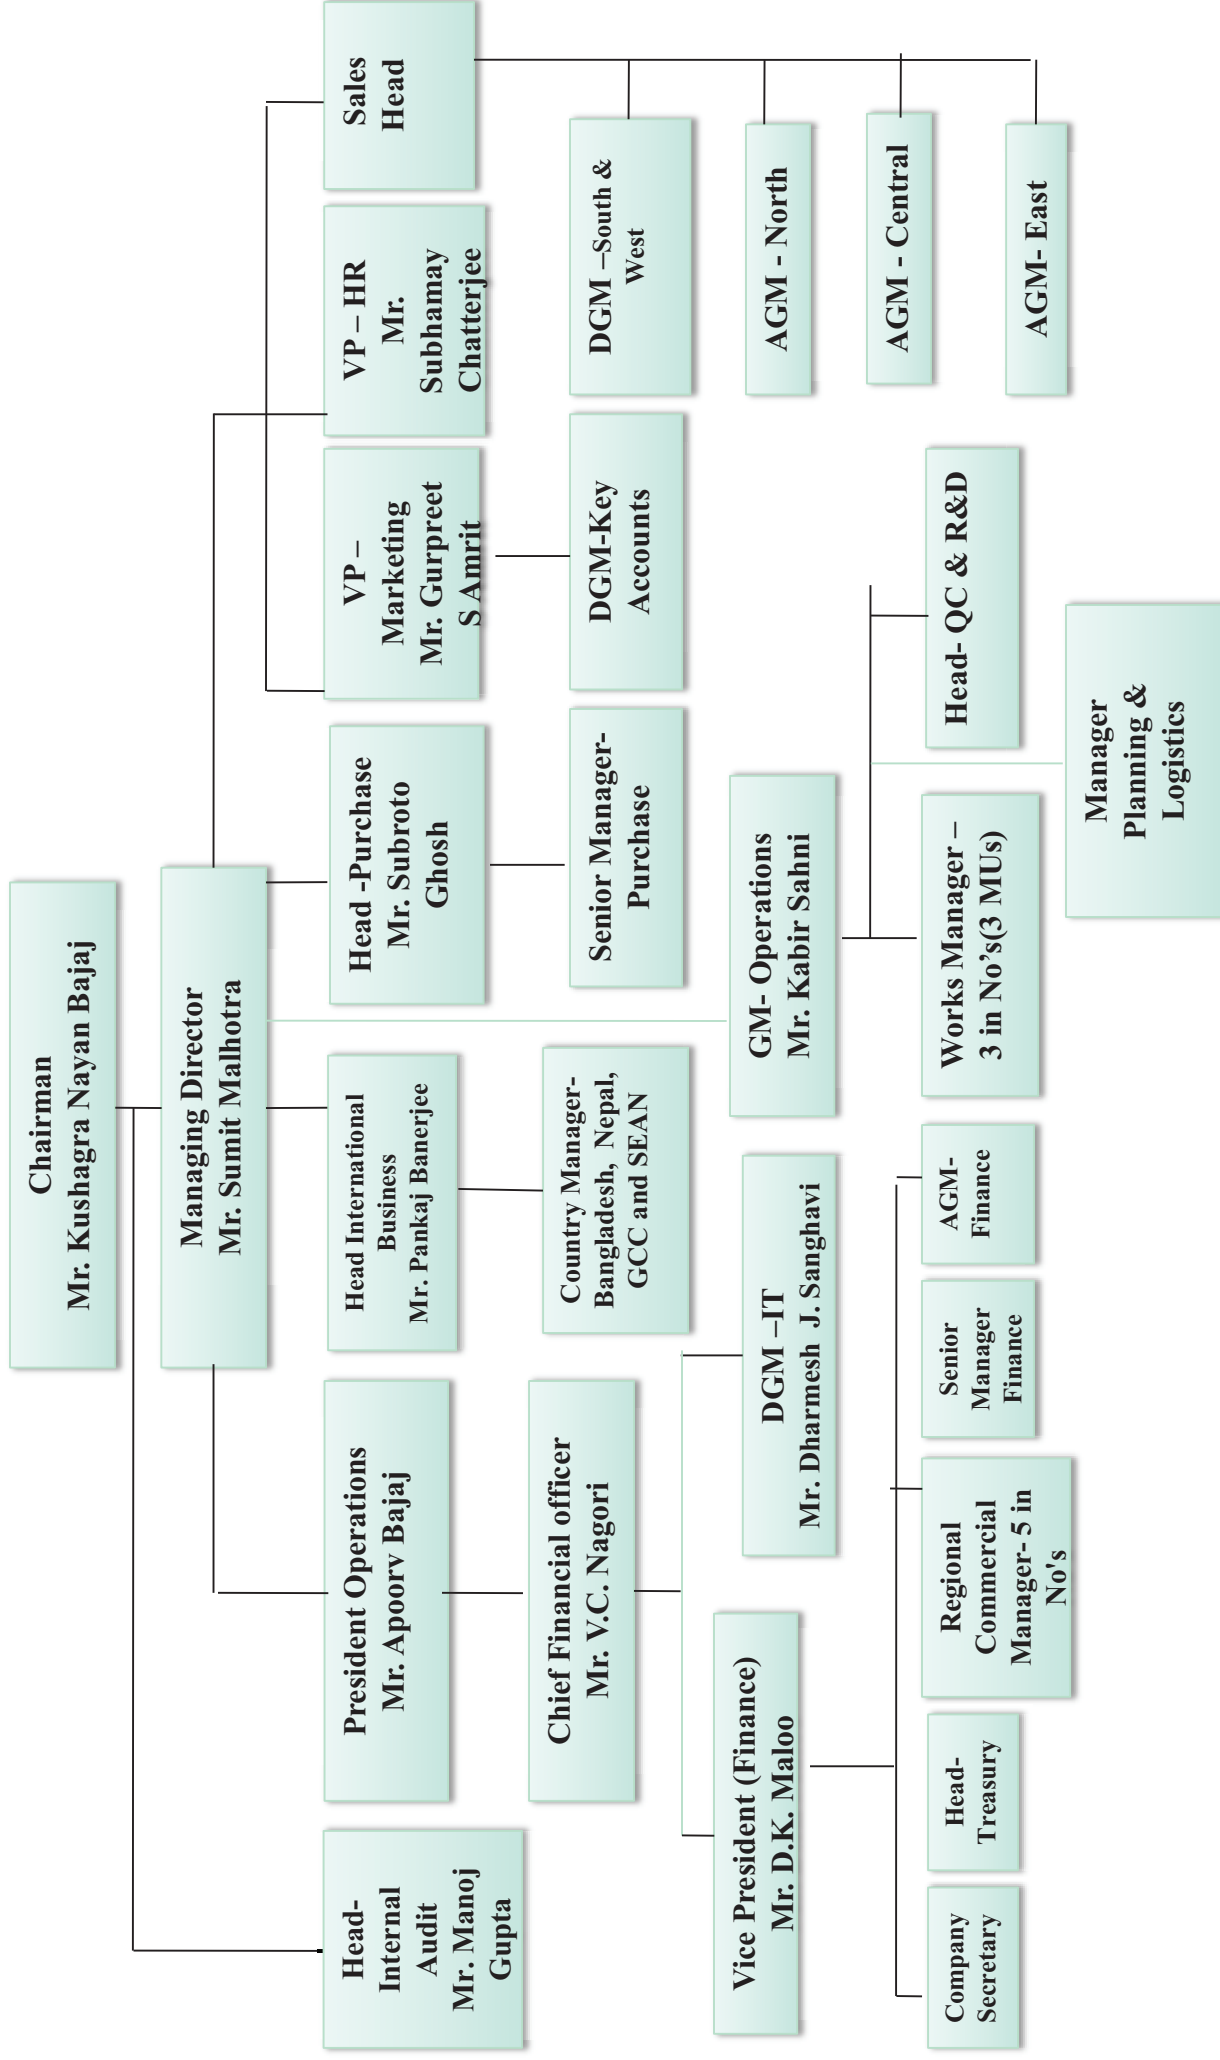 Chairman
Mr. Kushagra Nayan Bajaj
Managing Director
Mr. Sumit Malhotra
Head-
Internal
Audit
Mr. Manoj
Gupta
President Operations
Mr. Apoorv Bajaj
Head International
Business
Mr. Pankaj Banerjee
Head -Purchase
Mr. Subroto
Ghosh
VP –
Marketing
Mr. Gurpreet
S Amrit
VP – HR
Mr.
Subhamay
Chatterjee
Sales
Head
Chief Financial officer
Mr. V.C. Nagori
Country Manager-
Bangladesh, Nepal,
GCC and SEAN
Senior Manager-
Purchase
DGM-Key
Accounts
DGM –South &
West
AGM - North
AGM - Central
AGM- East
Vice President (Finance)
Mr. D.K. Maloo
DGM –IT
Mr. Dharmesh J. Sanghavi
GM- Operations
Mr. Kabir Sahni
Company
Secretary
Head-
Treasury
Regional
Commercial
Manager- 5 in
No's
Senior
Manager
Finance
AGM-
Finance
Works Manager –
3 in No’s(3 MUs)
Head- QC & R&D
Manager
Planning &
Logistics